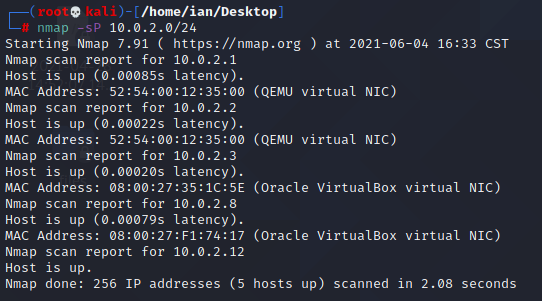 ┌──(root💀kali)-[/home/ian/Desktop]
└─# nmap -sP 10.0.2.0/24
Starting Nmap 7.91 ( https://nmap.org ) at 2021-06-04 16:33 CST
Nmap scan report for 10.0.2.1
Host is up (0.00085s latency).
MAC Address: 52:54:00:12:35:00 (QEMU virtual NIC)
Nmap scan report for 10.0.2.2
Host is up (0.00022s latency).
MAC Address: 52:54:00:12:35:00 (QEMU virtual NIC)
Nmap scan report for 10.0.2.3
Host is up (0.00020s latency).
MAC Address: 08:00:27:35:1C:5E (Oracle VirtualBox virtual NIC)
Nmap scan report for 10.0.2.8
Host is up (0.00079s latency).
MAC Address: 08:00:27:F1:74:17 (Oracle VirtualBox virtual NIC)
Nmap scan report for 10.0.2.12
Host is up.
Nmap done: 256 IP addresses (5 hosts up) scanned in 2.08 seconds